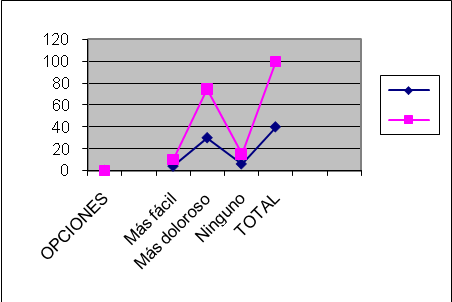 120
100
80
60
40
20
0
OPCIONES
Más fácil
Más doloroso
Ninguno
TOTAL